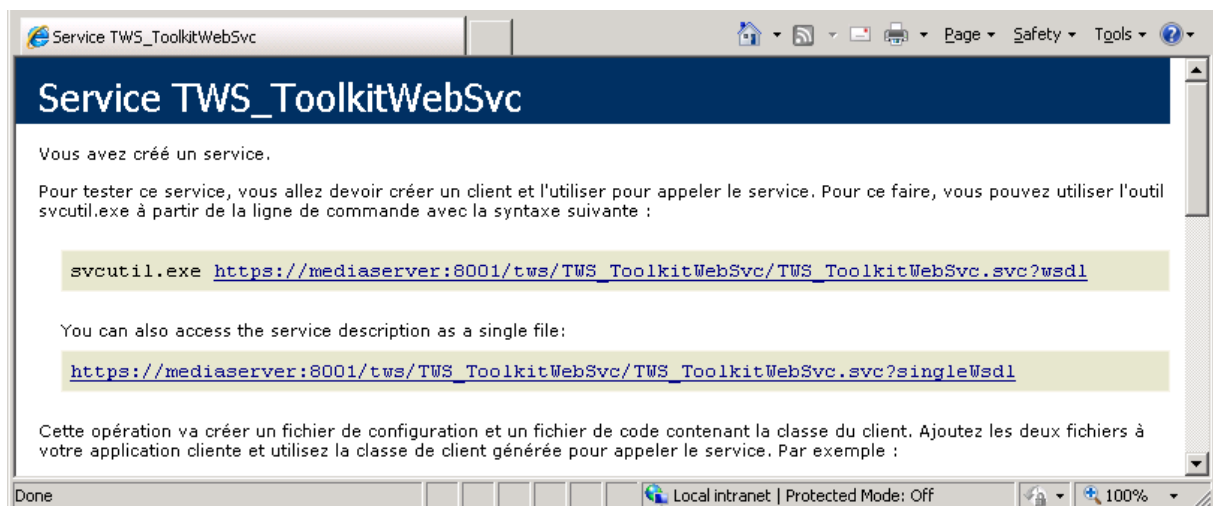 Service TWS_ToolkitWebSvc
Page
Safety
Tools
Service TWS_ToolkitWebSvc
Vous avez créé un service.
Pour tester ce service, vous allez devoir créer un client et l'utiliser pour appeler le service. Pour ce faire, vous pouvez utiliser l'outil
svcutil.exe à partir de la ligne de commande avec la syntaxe suivante :
svcutil.exe https://mediaserver:8001/tws/TWS_ToolkitWebSvc/TWS_ToolkitWebSvc.svc?wsdl
You can also access the service description as a single file:
https://mediaserver:8001/tws/TWS_ToolkitWebSvc/TWS_ToolkitWebSvc.svc?singleWsdl
Cette opération va créer un fichier de configuration et un fichier de code contenant la classe du client. Ajoutez les deux fichiers à
votre application cliente et utilisez la classe de client générée pour appeler le service. Par exemple :
Done
Local intranet | Protected Mode: Off
100%